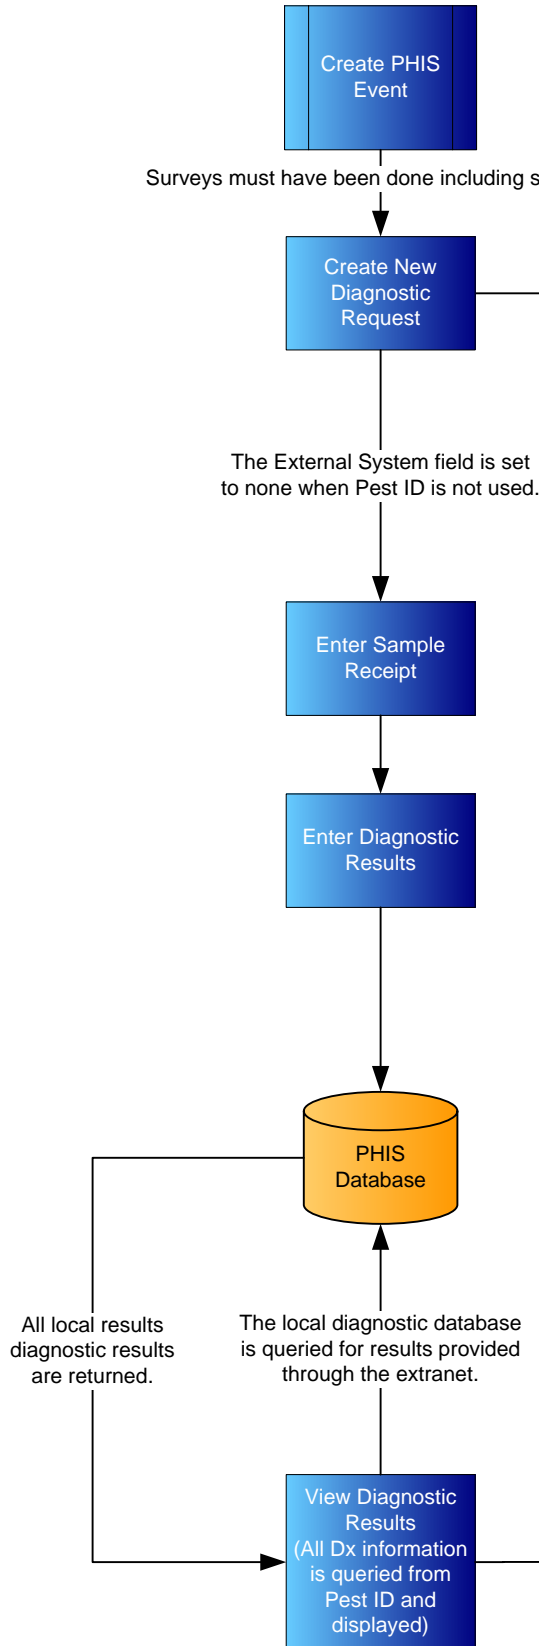 Create PHIS
Event
Surveys must have been done including s
Create New
Diagnostic
Request
The External System field is set
to none when Pest ID is not used.
Enter Sample
Receipt
Enter Diagnostic
Results
PHIS
Database
All local results
diagnostic results
are returned.
The local diagnostic database
is queried for results provided
through the extranet.
View Diagnostic
Results
(All Dx information
is queried from
Pest ID and
displayed)